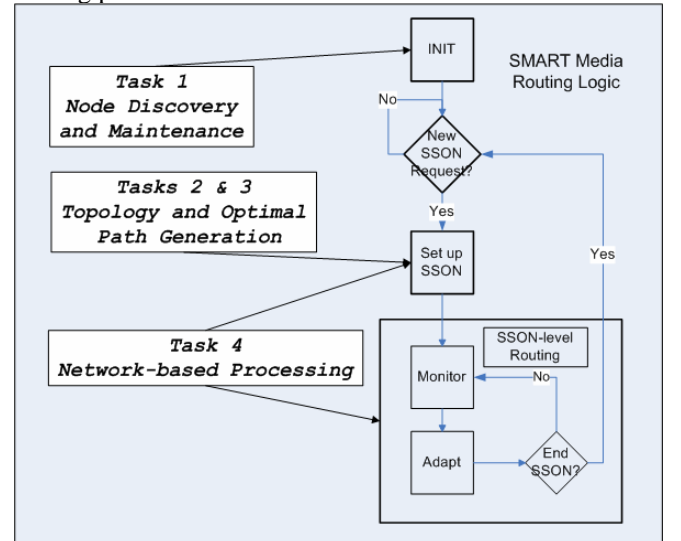 INIT
SMART Media
Routing Logic
Task 1
Node Discovery
and Maintenance
No
New
SSON
Request?
Tasks 2 & 3
Topology and Optimal
Path Generation
Yes
Set up
SSON
Yes
Task 4
Network-based Processing
SSON-level
Routing
Monitor
No
Adapt
End
SSON?